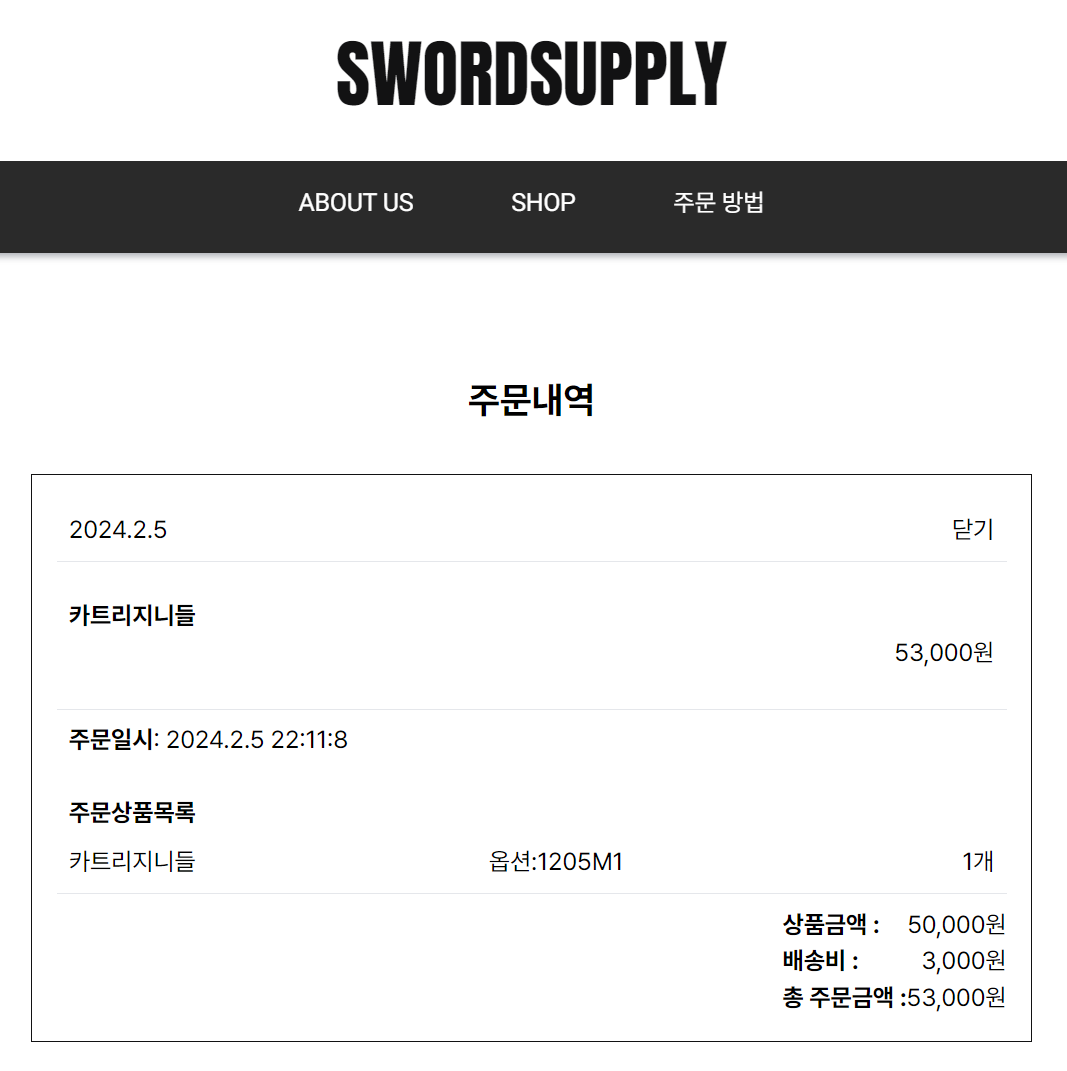 SWORDSUPPLY
ABOUT US SHOP 주문 방법
주문내역
2024.2.5 닫기
카트리지니들
53,000원
주문일시: 2024.2.5 22:11:8
주문상품목록
카트리지니들 옵션:1205M1 1개
상품금액 : 50,000원
배송비 : 3,000원
총 주문금액 :53,000원